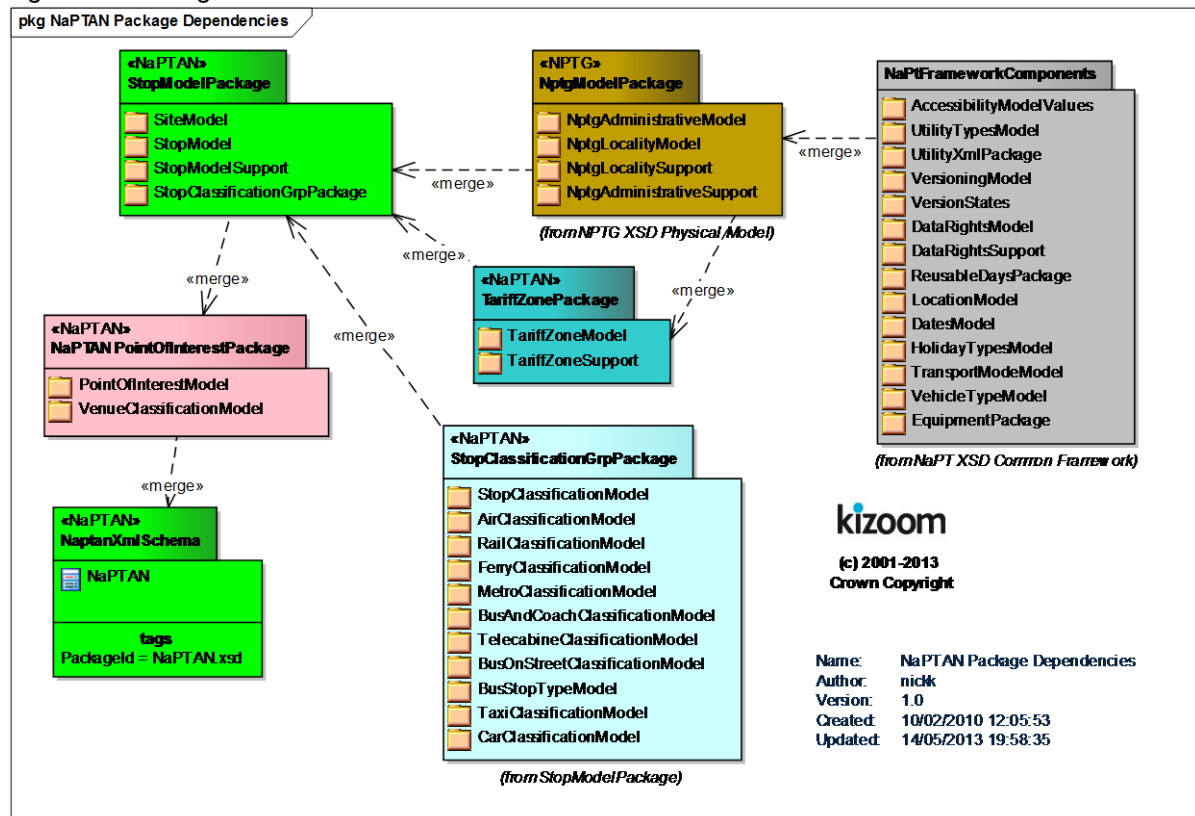 pkg NaPTAN Package Dependencies
«NaPTAN»
StopModelPackage
SiteModel
StopModel
StopModelSupport
StopClassificationGrpPackage
«NPTG»
NptgModelPackage
NptgAdministrativeModel
NptgLocalityModel
NptgLocalitySupport
NptgAdministrativeSupport
(from NPTG XSD Physical Model)
NaPtFrameworkComponents
AccessibilityModelValues
UtilityTypesModel
UtilityXmlPackage
VersioningModel
VersionStates
DataRightsModel
DataRightsSupport
ReusableDaysPackage
LocationModel
DatesModel
HolidayTypesModel
TransportModeModel
VehicleTypeModel
EquipmentPackage
(from NaPT XSD Common Framework)
«merge»
«merge»
«merge»
«merge»
«merge»
«merge»
«merge»
«NaPTAN»
TariffZonePackage
TariffZoneModel
TariffZoneSupport
«NaPTAN»
NaPTAN PointOfInterestPackage
PointOfInterestModel
VenueClassificationModel
«NaPTAN»
NaptanXmlSchema
NaPTAN
tags
PackageId = NaPTAN.xsd
«NaPTAN»
StopClassificationGrpPackage
StopClassificationModel
AirClassificationModel
RailClassificationModel
FerryClassificationModel
MetroClassificationModel
BusAndCoachClassificationModel
TelecabineClassificationModel
BusOnStreetClassificationModel
BusStopTypeModel
TaxiClassificationModel
CarClassificationModel
(from StopModelPackage)
kizoom
(c) 2001-2013
Crown Copyright
Name: NaPTAN Package Dependencies
Author: nickk
Version: 1.0
Created: 10/02/2010 12:05:53
Updated: 14/05/2013 19:58:35